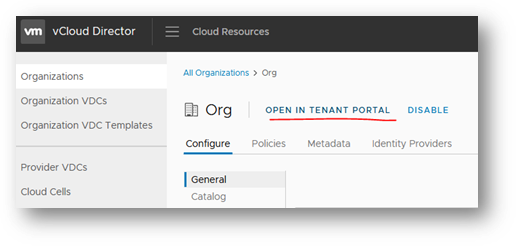 vm vCloud Director Cloud Resources
Organizations
Organization VDCs
Organization VDC Templates
Provider VDCs
Cloud Cells
All Organizations > Org
Org OPEN IN TENANT PORTAL DISABLE
Configure Policies Metadata Identity Providers
General
Catalog